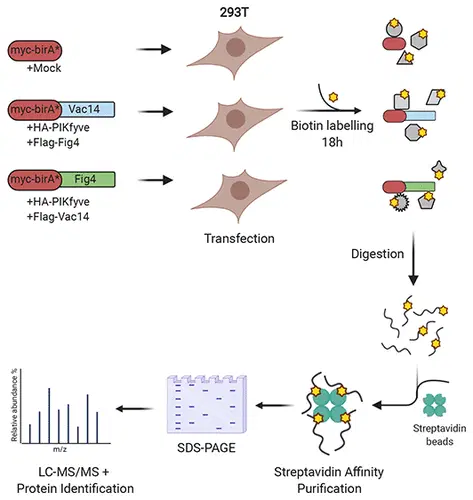 293T
myc-birA*
+Mock
myc-birA* Vac14
+HA-PIKfyve
+Flag-Fig4
Biotin labelling
18h
myc-birA* Fig4
+HA-PIKfyve
+Flag-Vac14
Transfection
Digestion
Relative abundance %
m/z
SDS-PAGE
Streptavidin
beads
LC-MS/MS +
Protein Identification
Streptavidin Affinity
Purification